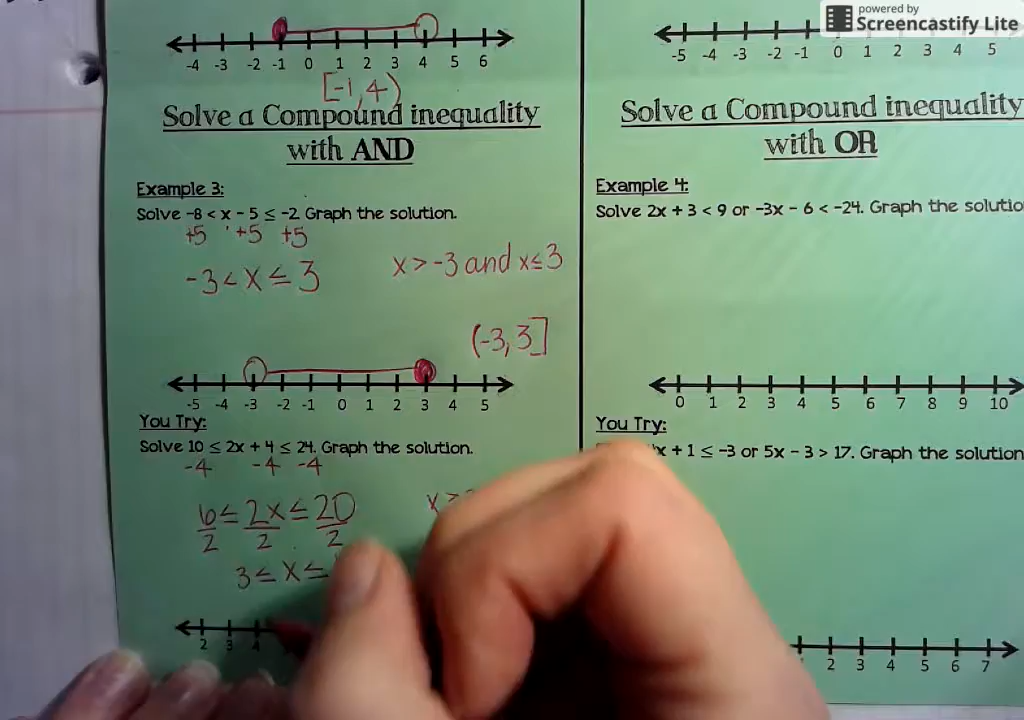 powered by
Screencastify Lite
-4 -3 -2 -1 0 1 2 3 4 5 6
[-1, 4)
Solve a Compound inequality
with AND
Example 3:
Solve -8 < x - 5 ≤ -2. Graph the solution.
+5 +5 +5
-3 < x ≤ 3
x > -3 and x ≤ 3
(-3, 3]
-5 -4 -3 -2 -1 0 1 2 3 4 5
You Try:
Solve 10 ≤ 2x + 4 ≤ 24. Graph the solution.
-4 -4 -4
6 ≤ 2x ≤ 20
2 2 2
x ≥
3 ≤ x ≤
2 3 4
-5 -4 -3 -2 -1 0 1 2 3 4 5
Solve a Compound inequality
with OR
Example 4:
Solve 2x + 3 < 9 or -3x - 6 < -24. Graph the solutio
0 1 2 3 4 5 6 7 8 9 10
You Try:
x + 1 ≤ -3 or 5x - 3 > 17. Graph the solution
2 3 4 5 6 7